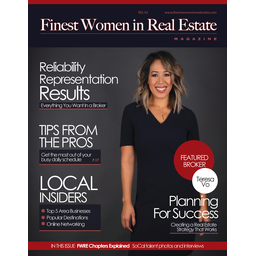 Finest Women in Real Estate
MAGAZINE
Reliability
Representation
Results
Everything You Want in a Broker
TIPS FROM
THE PROS
Get the most out of your
busy daily schedule
LOCAL
INSIDERS
Top 5 Area Businesses
Popular Destinations
Online Networking
FEATURED
BROKER
Teresa
Vo
Planning
For Success
Creating a Real Estate
Strategy That Works
IN THIS ISSUE FWRE Chapters Explained SoCal talent photos and interviews